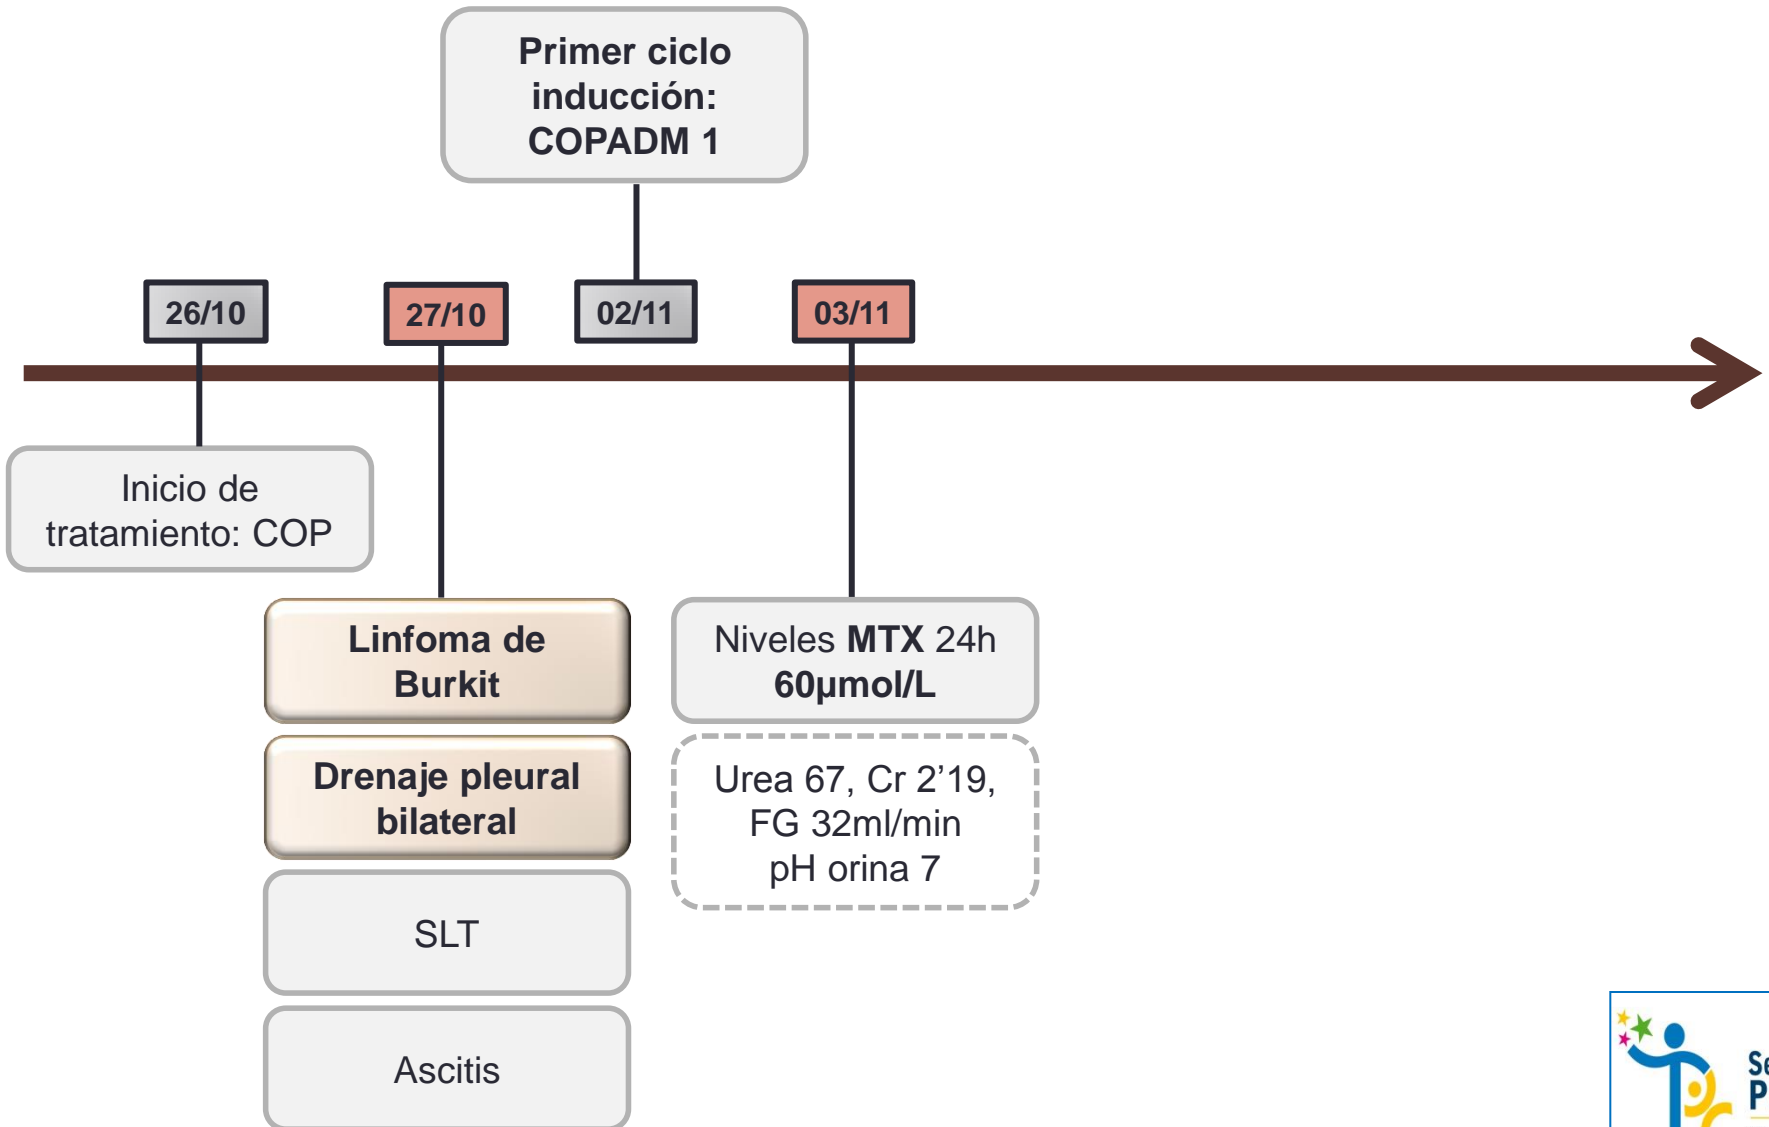 Primer ciclo
inducción:
COPADM 1
26/10
27/10
02/11
03/11
Inicio de
tratamiento: COP
Linfoma de
Burkit
Drenaje pleural
bilateral
SLT
Ascitis
Niveles MTX 24h
60µmol/L
Urea 67, Cr 2’19,
FG 32ml/min
pH orina 7